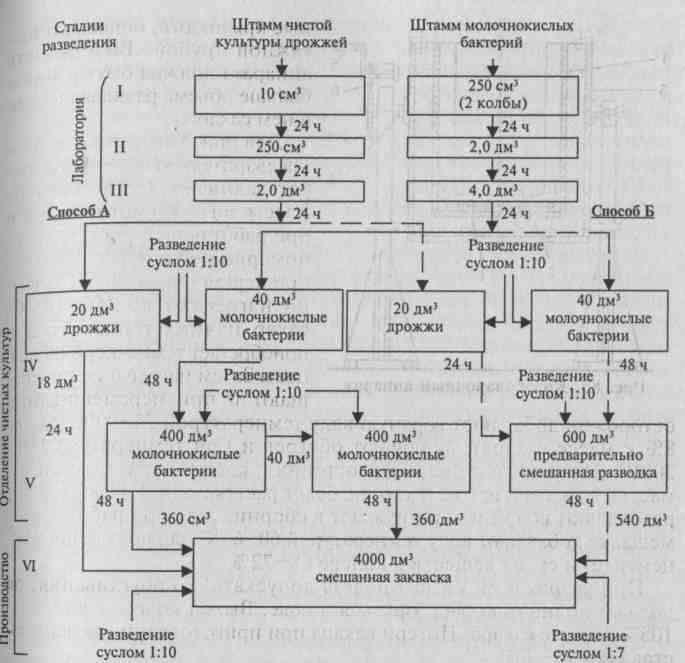 Стадии
разведения
Штамм чистой
культуры дрожжей
Штамм молочнокислых
бактерий
Лаборатория
I
10 см³
250 см³
(2 колбы)
24 ч
24 ч
II
250 см³
2,0 дм³
24 ч
24 ч
III
2,0 дм³
4,0 дм³
24 ч
24 ч
Способ А
Способ Б
Разведение
суслом 1:10
Разведение
суслом 1:10
Отделение чистых культур
20 дм³
дрожжи
40 дм³
молочнокислые
бактерии
20 дм³
дрожжи
40 дм³
молочнокислые
бактерии
IV
18 дм³
48 ч
24 ч
48 ч
Разведение
суслом 1:10
Разведение
суслом 1:10
24 ч
400 дм³
молочнокислые
бактерии
40 дм³
400 дм³
молочнокислые
бактерии
600 дм³
предварительно
смешанная разводка
V
48 ч
48 ч
48 ч
360 см³
360 дм³
540 дм³
Производство
VI
4000 дм³
смешанная закваска
Разведение
суслом 1:10
Разведение
суслом 1:7